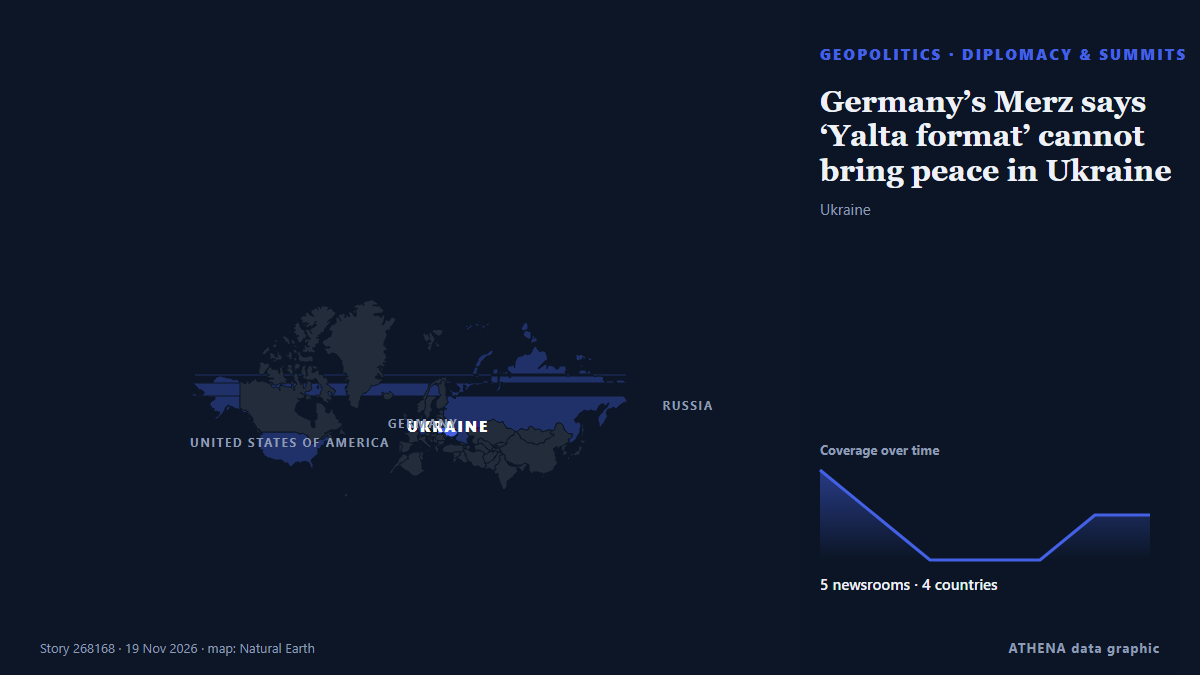 GEOPOLITICS · DIPLOMACY & SUMMITS
Germany’s Merz says
‘Yalta format’ cannot
bring peace in Ukraine
Ukraine
RUSSIA
GERMANY
UKRAINE
UNITED STATES OF AMERICA
Coverage over time
5 newsrooms · 4 countries
Story 268168 · 19 Nov 2026 · map: Natural Earth
ATHENA data graphic